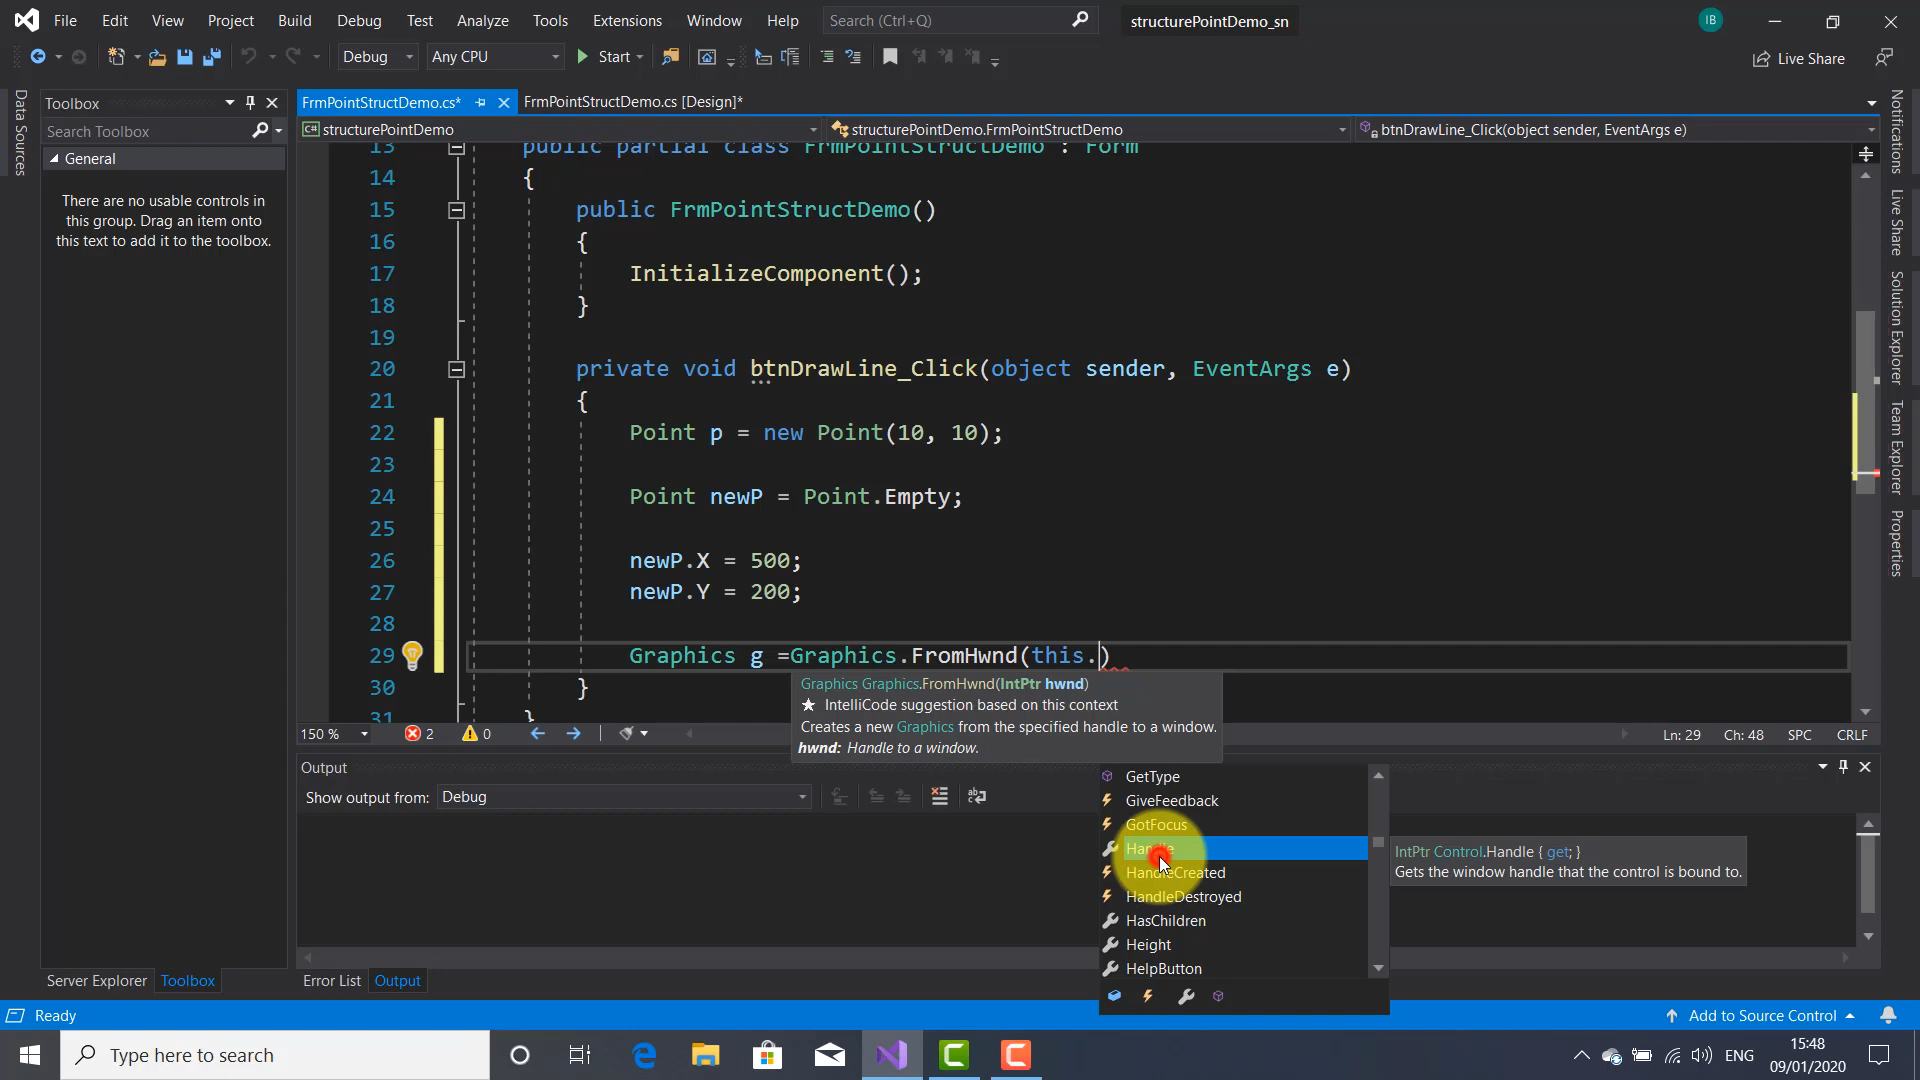 File Edit View Project Build Debug Test Analyze Tools Extensions Window Help Search (Ctrl+Q) structurePointDemo_sn IB
Debug Any CPU Start Live Share
Data Sources
Toolbox
Search Toolbox
General
There are no usable controls in
this group. Drag an item onto
this text to add it to the toolbox.
FrmPointStructDemo.cs* FrmPointStructDemo.cs [Design]*
structurePointDemo structurePointDemo.FrmPointStructDemo btnDrawLine_Click(object sender, EventArgs e)
13 public partial class FrmPointStructDemo : Form
14 {
15 public FrmPointStructDemo()
16 {
17 InitializeComponent();
18 }
19
20 private void btnDrawLine_Click(object sender, EventArgs e)
21 {
22 Point p = new Point(10, 10);
23
24 Point newP = Point.Empty;
25
26 newP.X = 500;
27 newP.Y = 200;
28
29 Graphics g =Graphics.FromHwnd(this.)
30 }
31 }
Graphics Graphics.FromHwnd(IntPtr hwnd)
★ IntelliCode suggestion based on this context
Creates a new Graphics from the specified handle to a window.
hwnd: Handle to a window.
150 % 2 0 Ln: 29 Ch: 48 SPC CRLF
Output
Show output from: Debug
GetType
GiveFeedback
GotFocus
Handle
HandleCreated
HandleDestroyed
HasChildren
Height
HelpButton
IntPtr Control.Handle { get; }
Gets the window handle that the control is bound to.
Notifications
Live Share
Solution Explorer
Team Explorer
Properties
Server Explorer Toolbox Error List Output
Ready Add to Source Control
Type here to search
ENG
15:48
09/01/2020